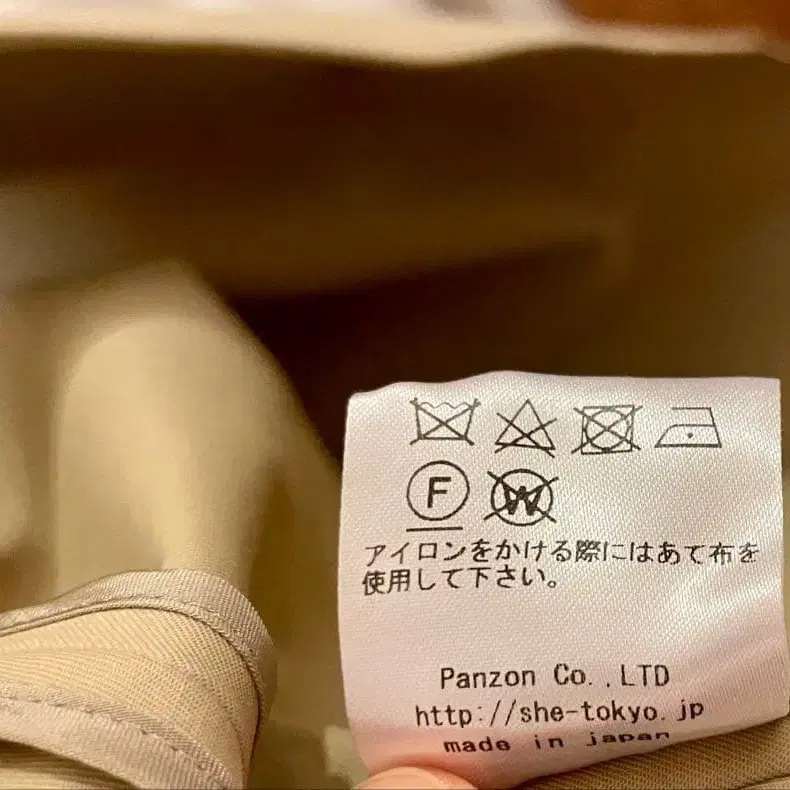 F W
アイロンをかける際にはあて布を
使用して下さい。
Panzon Co.,LTD
http://she-tokyo.jp
made in japan